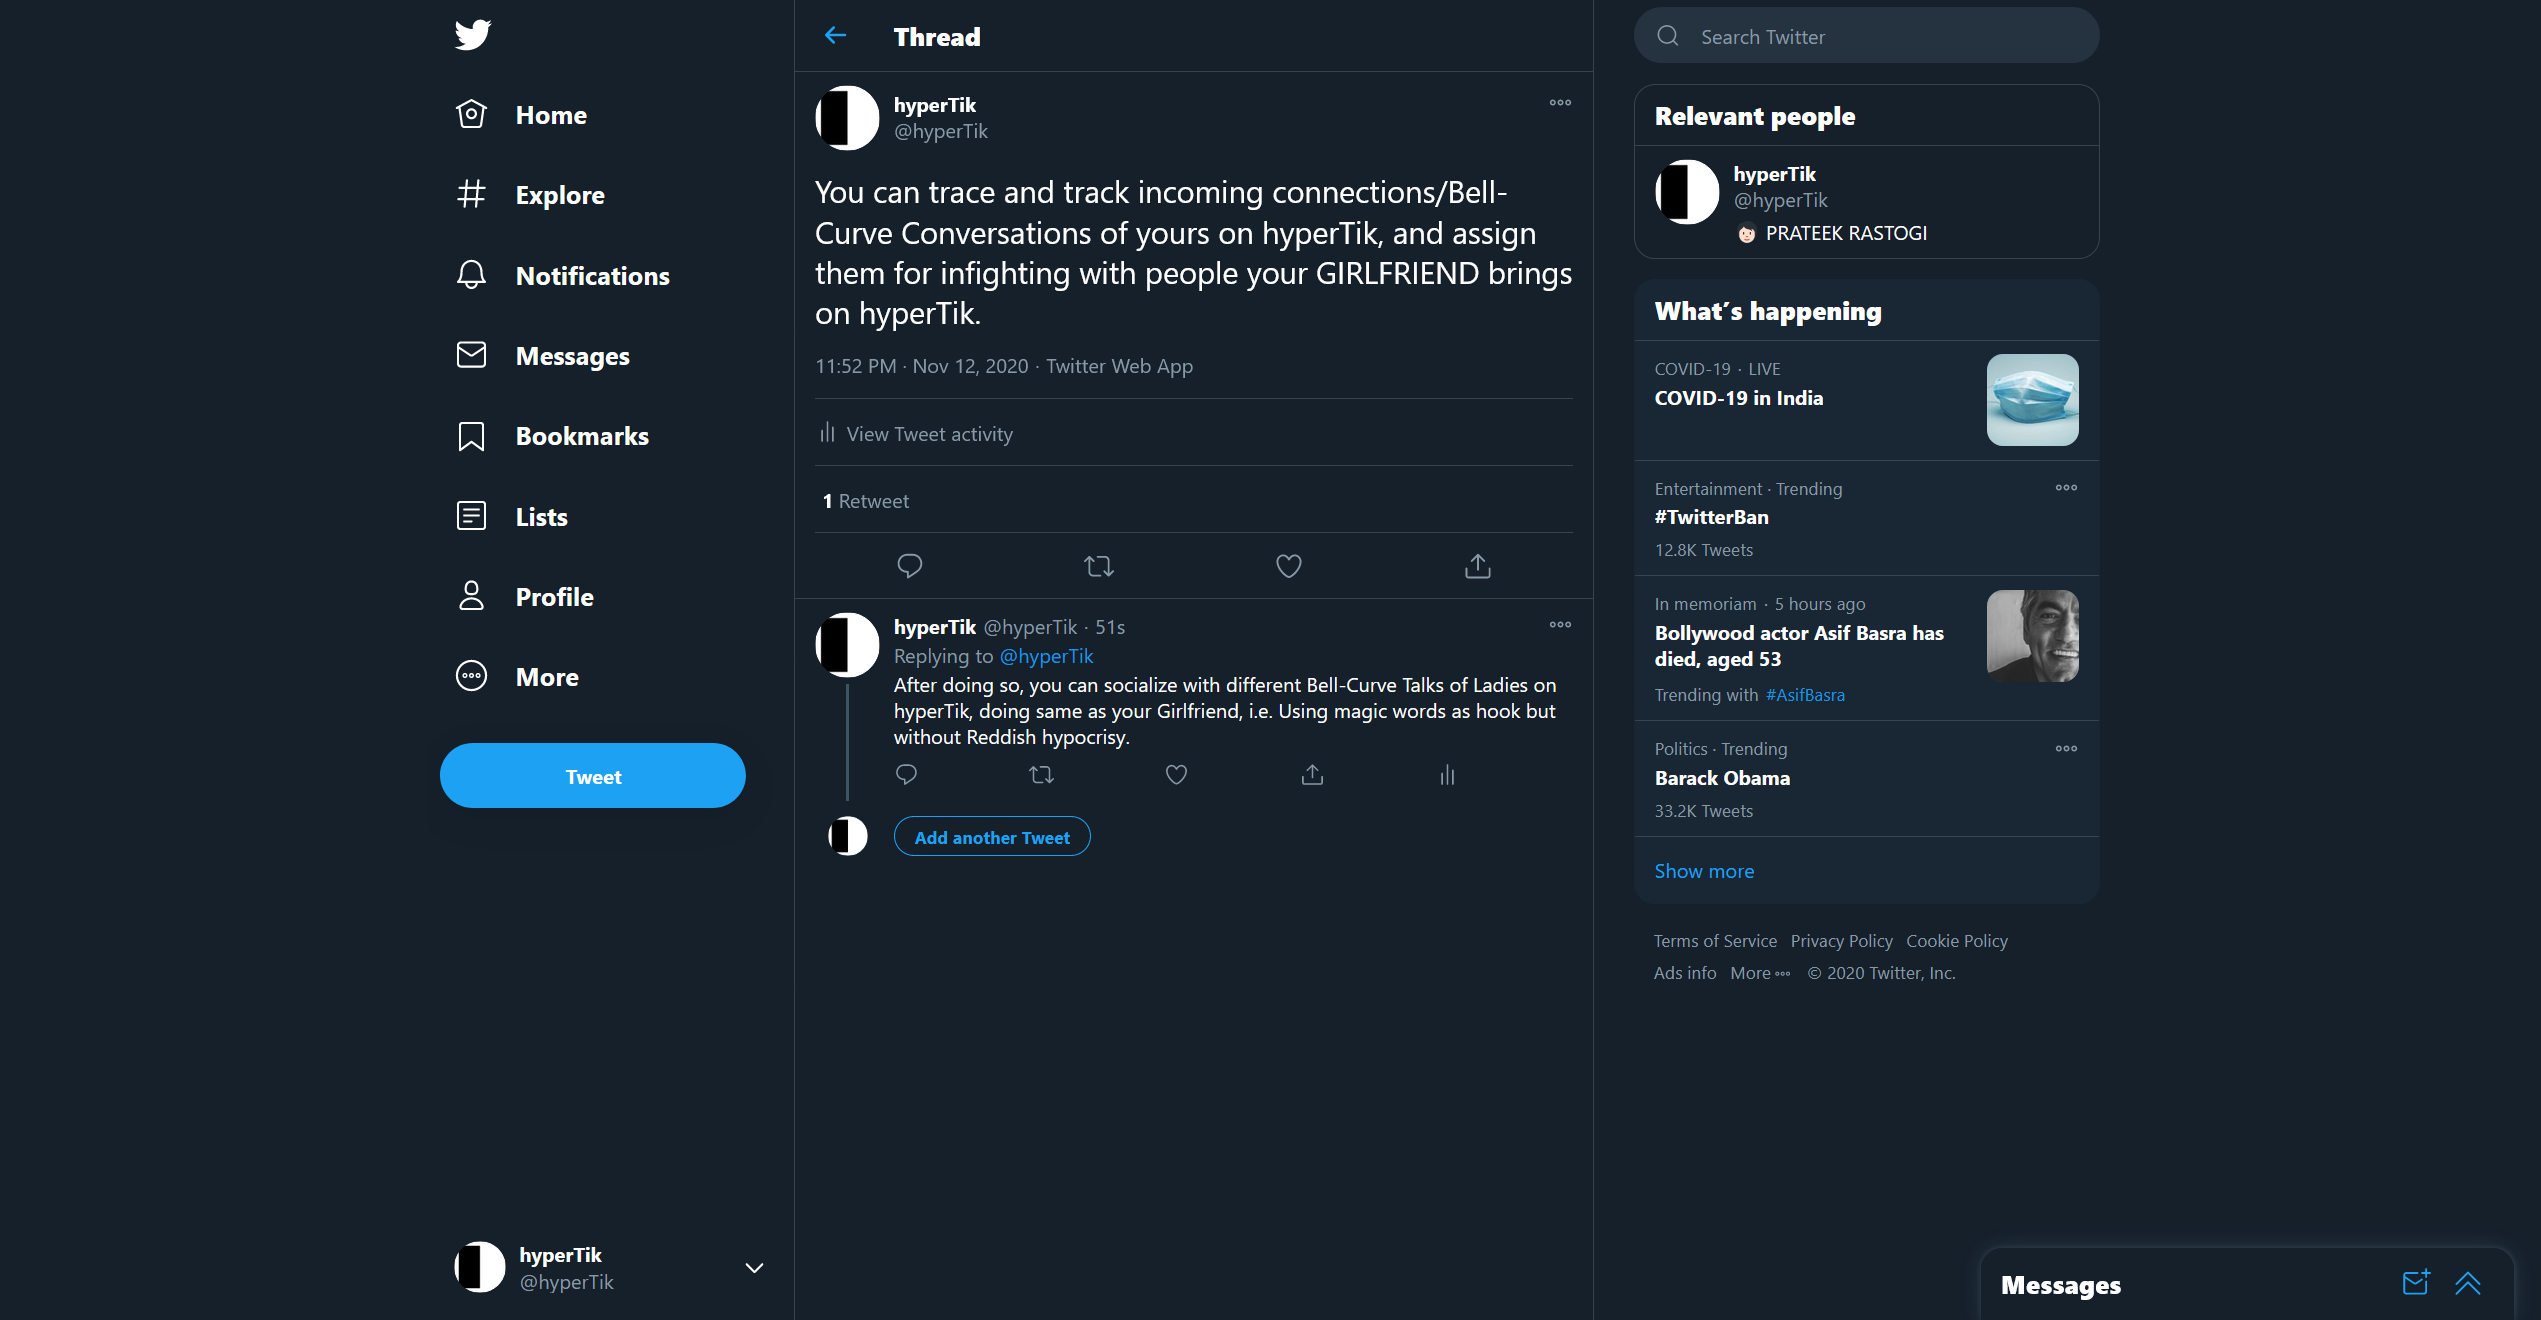 Home
Explore
Notifications
Messages
Bookmarks
Lists
Profile
More
Tweet
hyperTik
@hyperTik
Thread
hyperTik
@hyperTik
You can trace and track incoming connections/Bell-
Curve Conversations of yours on hyperTik, and assign
them for infighting with people your GIRLFRIEND brings
on hyperTik.
11:52 PM · Nov 12, 2020 · Twitter Web App
View Tweet activity
1 Retweet
hyperTik @hyperTik · 51s
Replying to @hyperTik
After doing so, you can socialize with different Bell-Curve Talks of Ladies on
hyperTik, doing same as your Girlfriend, i.e. Using magic words as hook but
without Reddish hypocrisy.
Add another Tweet
Search Twitter
Relevant people
hyperTik
@hyperTik
PRATEEK RASTOGI
What's happening
COVID-19 · LIVE
COVID-19 in India
Entertainment · Trending
#TwitterBan
12.8K Tweets
In memoriam · 5 hours ago
Bollywood actor Asif Basra has
died, aged 53
Trending with #AsifBasra
Politics · Trending
Barack Obama
33.2K Tweets
Show more
Terms of Service Privacy Policy Cookie Policy
Ads info More © 2020 Twitter, Inc.
Messages